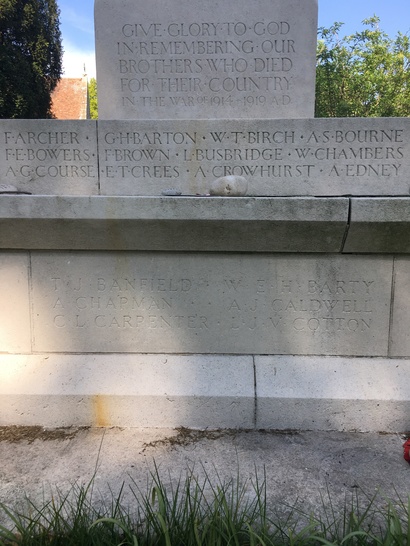 GIVE·GLORY·TO·GOD
IN·REMEMBERING·OUR
BROTHERS·WHO·DIED
FOR·THEIR·COUNTRY
IN THE WAR OF 1914-1919 A.D
F·ARCHER · G·H·BARTON · W·T·BIRCH · A·S·BOURNE
F·E·BOWERS · F·BROWN · L·BUSBRIDGE · W·CHAMBERS
A·G·COURSE · E·T·CREES · A·CROWHURST · A·EDNEY
T·J·BANFIELD · W·E·H·BARTY
A·CHAPMAN · A·J·CALDWELL
C·L·CARPENTER · L·J·V·COTTON